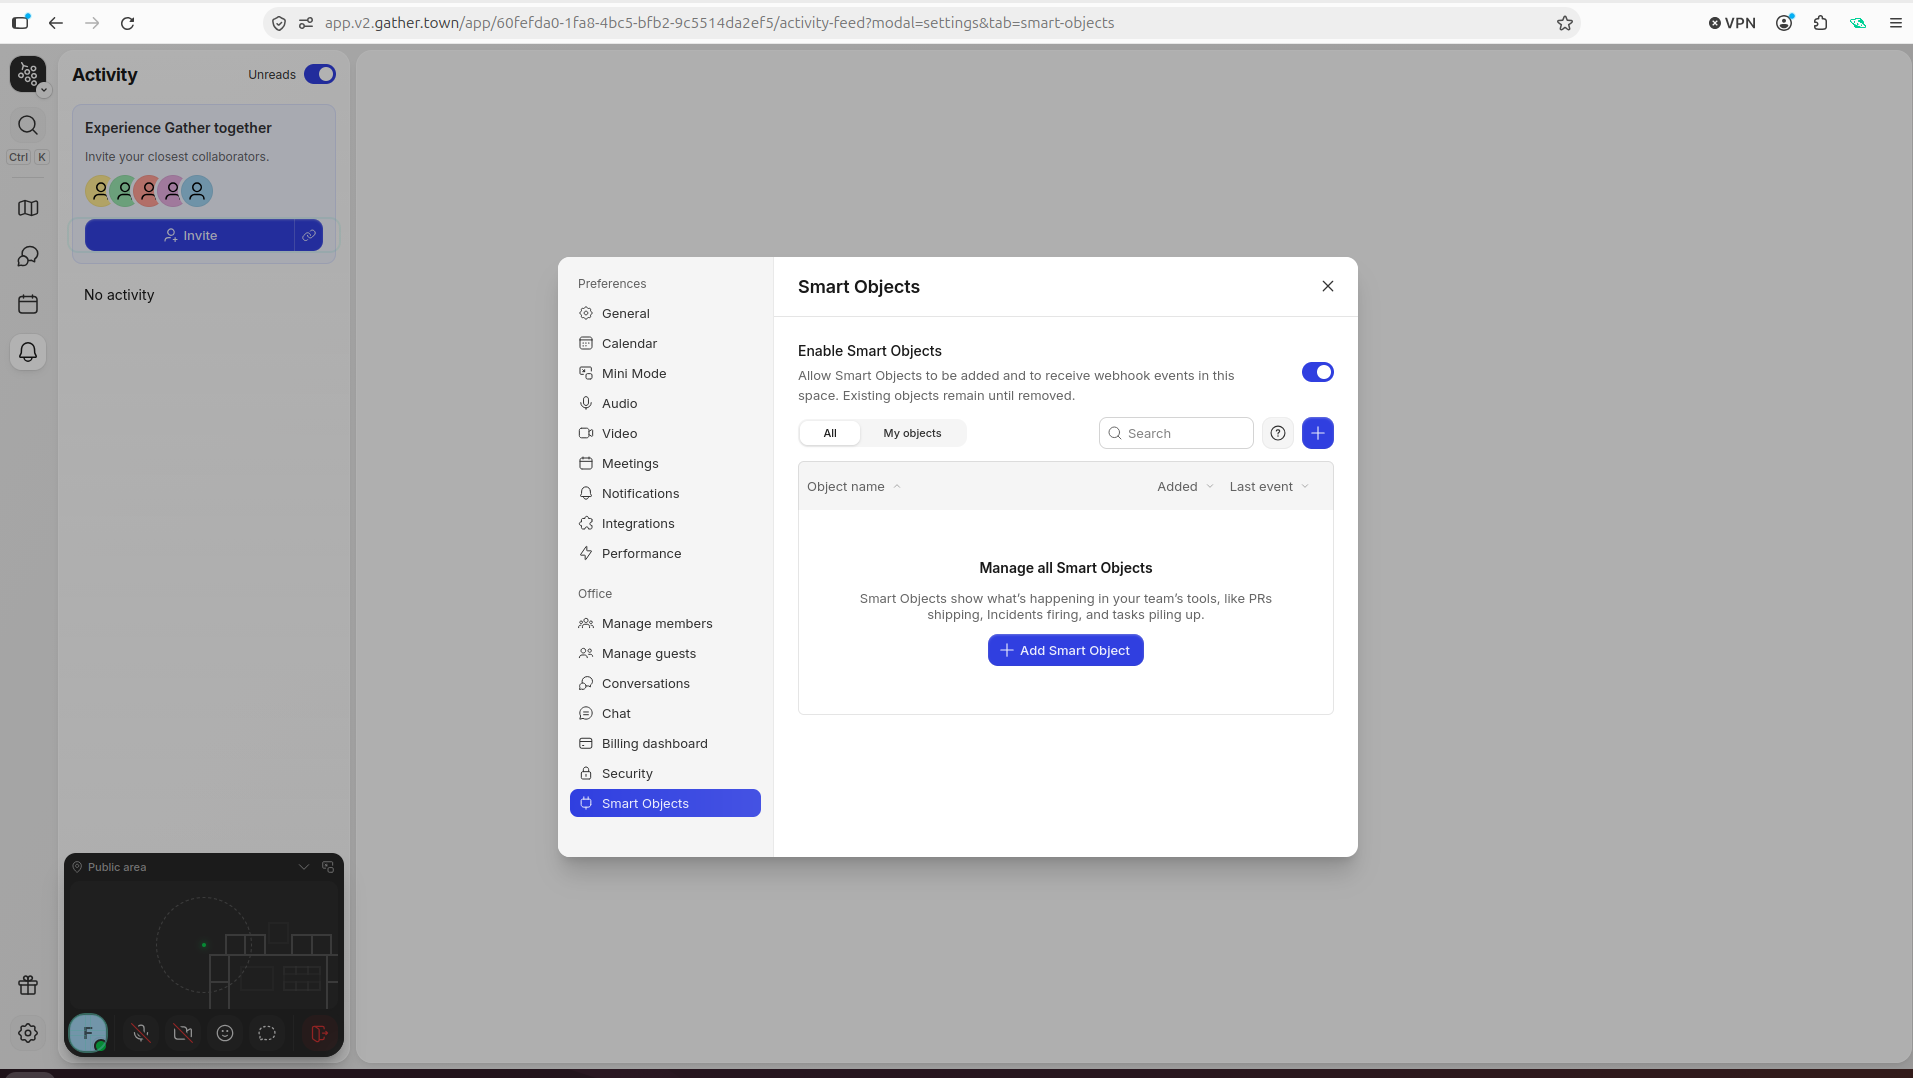 app.v2.gather.town/app/60fefda0-1fa8-4bc5-bfb2-9c5514da2ef5/activity-feed?modal=settings&tab=smart-objects
VPN
Activity
Unreads
Ctrl K
Experience Gather together
Invite your closest collaborators.
Invite
No activity
Public area
F
Preferences
General
Calendar
Mini Mode
Audio
Video
Meetings
Notifications
Integrations
Performance
Office
Manage members
Manage guests
Conversations
Chat
Billing dashboard
Security
Smart Objects
Smart Objects
Enable Smart Objects
Allow Smart Objects to be added and to receive webhook events in this
space. Existing objects remain until removed.
All My objects
Search
Object name Added Last event
Manage all Smart Objects
Smart Objects show what’s happening in your team’s tools, like PRs
shipping, Incidents firing, and tasks piling up.
Add Smart Object